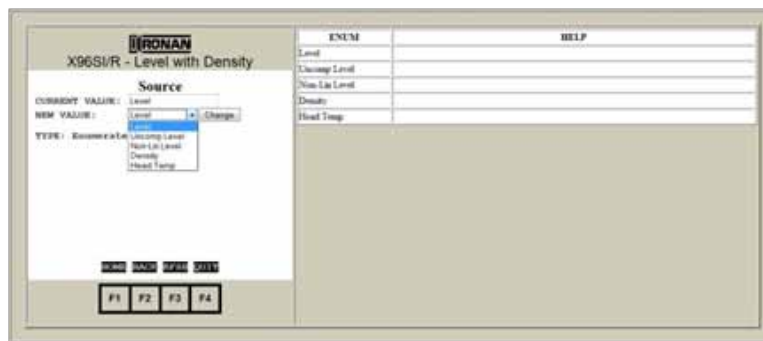 RONAN
X96SI/R - Level with Density
Source
CURRENT VALUE: Level
NEW VALUE: Level Change
TYPE: Enumerate
Level
Uncomp Level
Non-Lin Level
Density
Head Temp
HOME BACK RFSH QUIT
F1 F2 F3 F4
ENUM HELP
Level
Uncomp Level
Non-Lin Level
Density
Head Temp